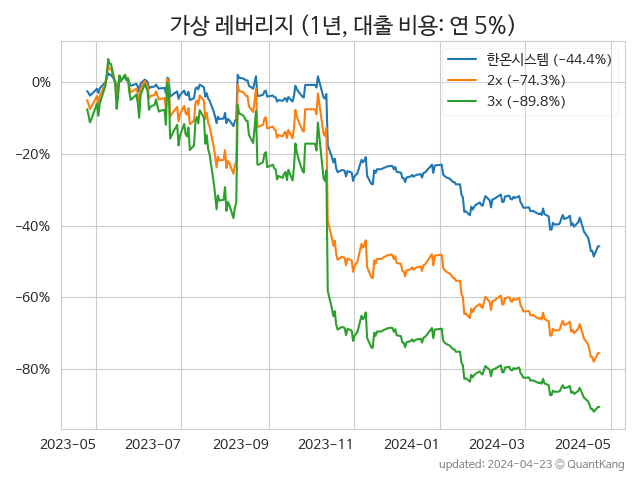 가상 레버리지 (1년, 대출 비용: 연 5%)
한온시스템 (−44.4%)
2x (−74.3%)
3x (−89.8%)
0%
−20%
−40%
−60%
−80%
2023−05 2023−07 2023−09 2023−11 2024−01 2024−03 2024−05
updated: 2024−04−23 © QuantKang